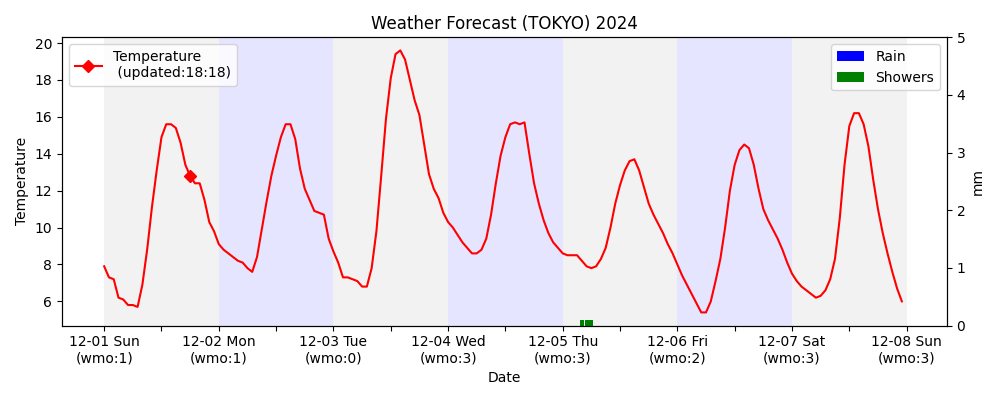 Weather Forecast (TOKYO) 2024
Temperature
(updated:18:18)
Rain
Showers
20
18
16
14
12
10
8
6
Temperature
5
4
3
2
1
0
mm
12-01 Sun
(wmo:1)
12-02 Mon
(wmo:1)
12-03 Tue
(wmo:0)
12-04 Wed
(wmo:3)
12-05 Thu
(wmo:3)
12-06 Fri
(wmo:2)
12-07 Sat
(wmo:3)
12-08 Sun
(wmo:3)
Date